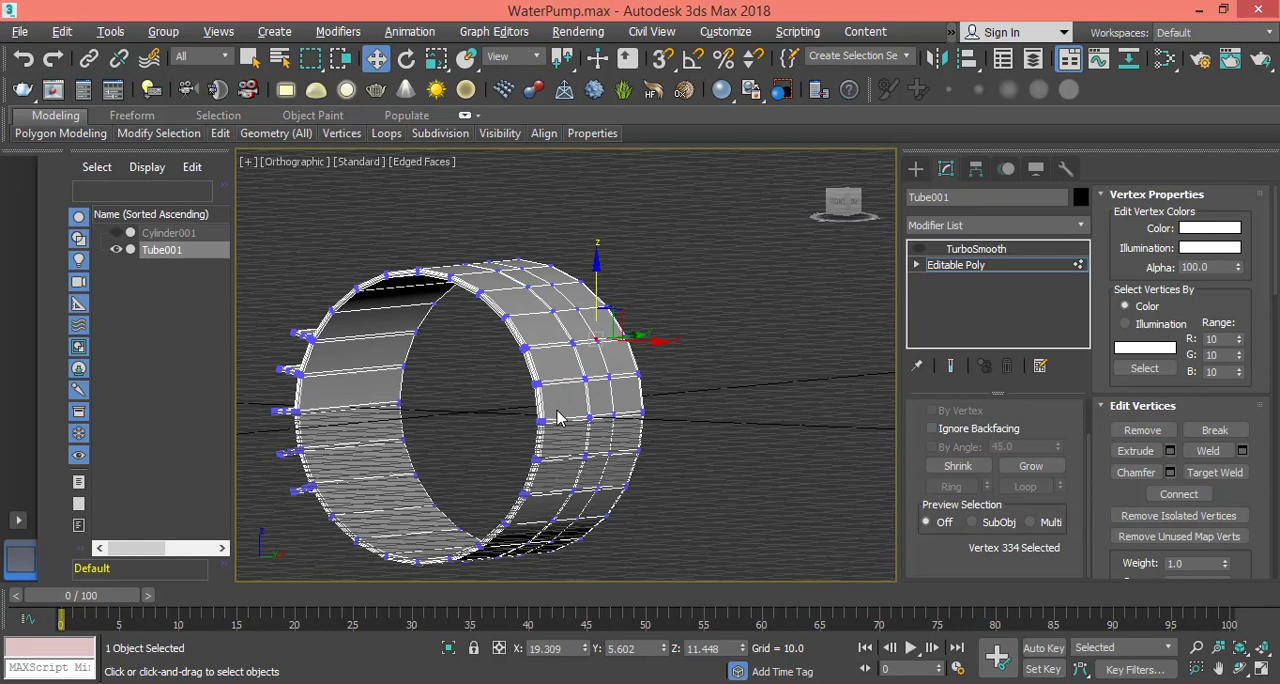 WaterPump.max - Autodesk 3ds Max 2018
File Edit Tools Group Views Create Modifiers Animation Graph Editors Rendering Civil View Customize Scripting Content Sign In Workspaces: Default
All View Create Selection Se
Modeling Freeform Selection Object Paint Populate
Polygon Modeling Modify Selection Edit Geometry (All) Vertices Loops Subdivision Visibility Align Properties
Select Display Edit
Name (Sorted Ascending)
Cylinder001
Tube001
Default
[+] [Orthographic ] [Standard ] [Edged Faces ]
z
x
Tube001
Modifier List
TurboSmooth
Editable Poly
By Vertex
Ignore Backfacing
By Angle: 45.0
Shrink Grow
Ring Loop
Preview Selection
Off SubObj Multi
Vertex 334 Selected
Vertex Properties
Edit Vertex Colors
Color:
Illumination:
Alpha: 100.0
Select Vertices By
Color
Illumination Range:
R: 10
G: 10
B: 10
Select
Edit Vertices
Remove Break
Extrude Weld
Chamfer Target Weld
Connect
Remove Isolated Vertices
Remove Unused Map Verts
Weight: 1.0
0 / 100
0 5 10 15 20 25 30 35 40 45 50 55 60 65 70 75 80 85 90 95 100
1 Object Selected X: 19.309 Y: 5.602 Z: 11.448 Grid = 10.0 Auto Key Selected
MAXScript Mi Click or click-and-drag to select objects Add Time Tag 0 Set Key Key Filters...